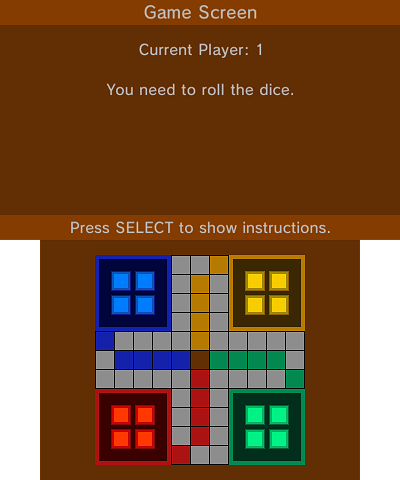 Game Screen
Current Player: 1
You need to roll the dice.
Press SELECT to show instructions.